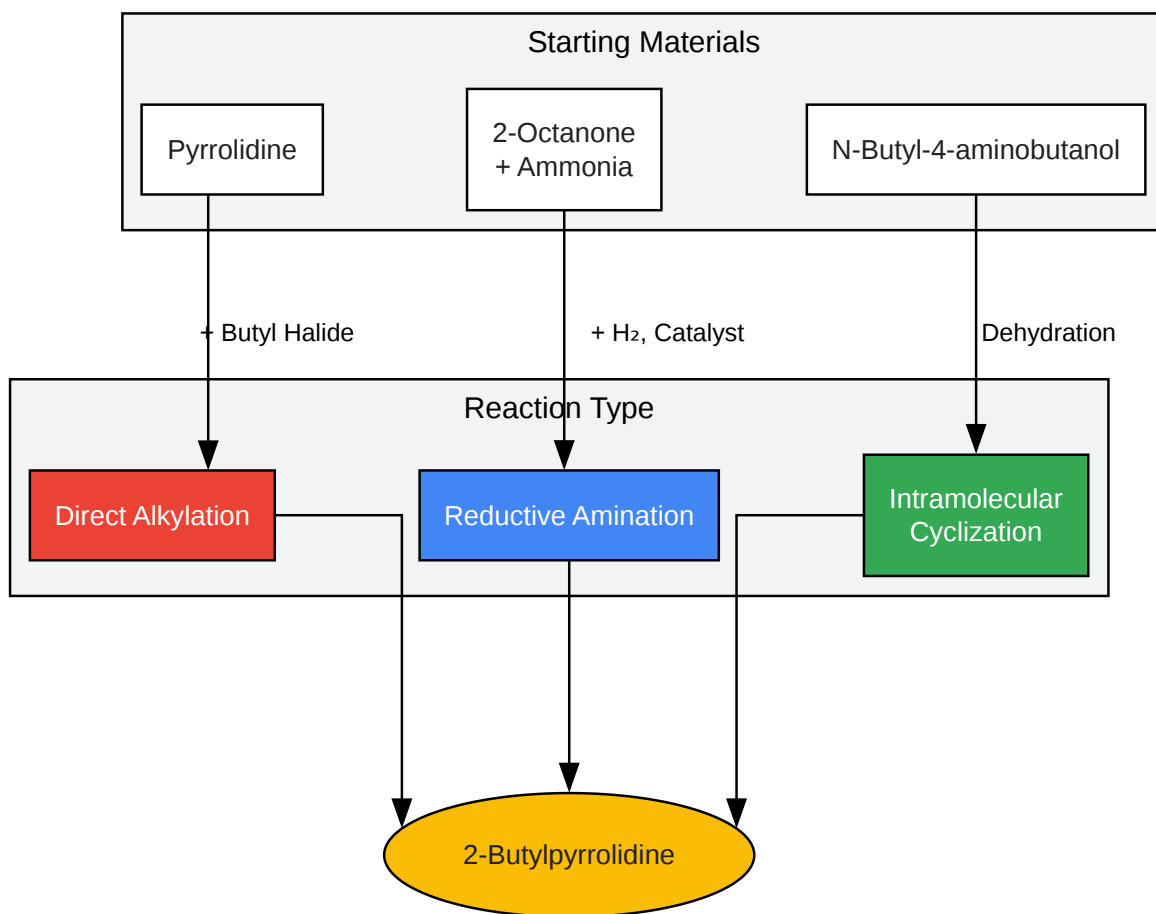 Starting Materials
Pyrrolidine
2-Octanone
+ Ammonia
N-Butyl-4-aminobutanol
+ Butyl Halide
+ H₂, Catalyst
Dehydration
Reaction Type
Direct Alkylation
Reductive Amination
Intramolecular
Cyclization
2-Butylpyrrolidine